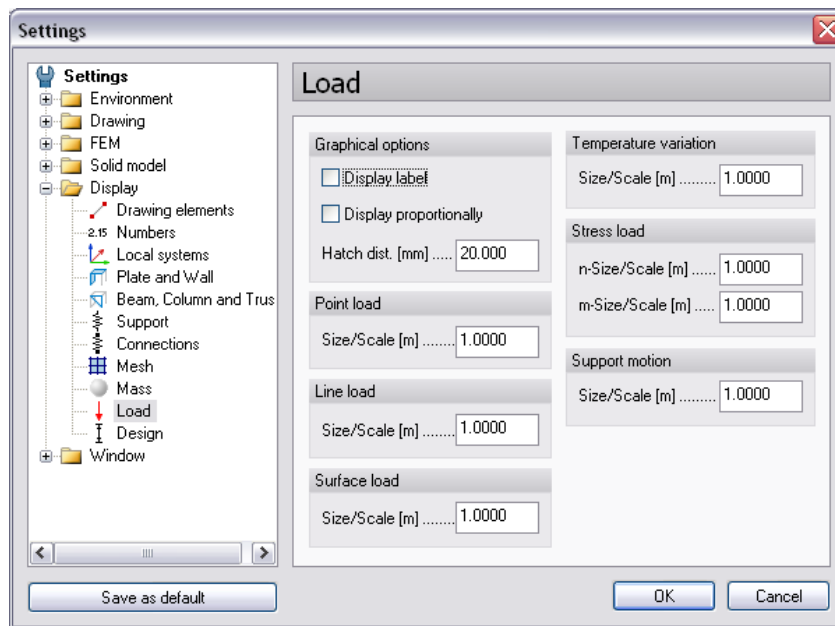 Settings
Settings
Environment
Drawing
FEM
Solid model
Display
Drawing elements
2.15 Numbers
Local systems
Plate and Wall
Beam, Column and Trus
Support
Connections
Mesh
Mass
Load
Design
Window
Save as default
Load
Graphical options
Display label
Display proportionally
Hatch dist. [mm] ..... 20.000
Point load
Size/Scale [m] ........ 1.0000
Line load
Size/Scale [m] ........ 1.0000
Surface load
Size/Scale [m] ........ 1.0000
Temperature variation
Size/Scale [m] ......... 1.0000
Stress load
n-Size/Scale [m] ..... 1.0000
m-Size/Scale [m] ..... 1.0000
Support motion
Size/Scale [m] ......... 1.0000
OK
Cancel